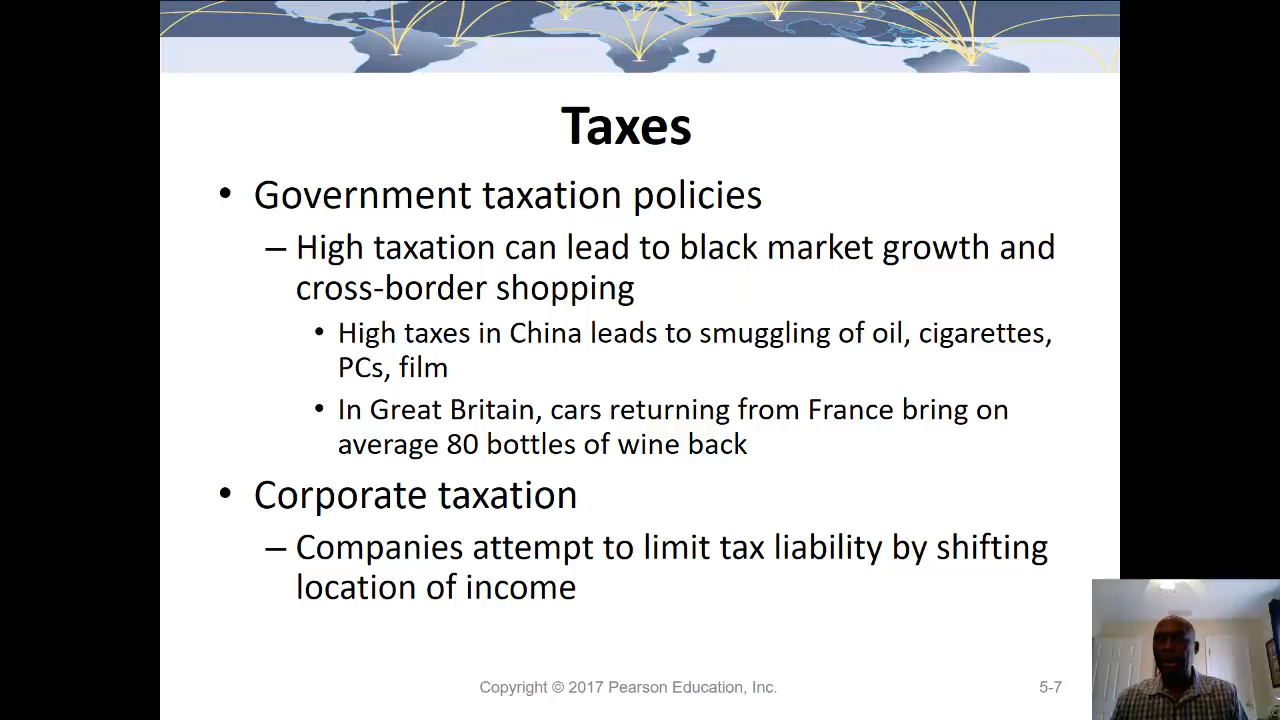 Taxes
• Government taxation policies
– High taxation can lead to black market growth and
cross-border shopping
• High taxes in China leads to smuggling of oil, cigarettes,
PCs, film
• In Great Britain, cars returning from France bring on
average 80 bottles of wine back
• Corporate taxation
– Companies attempt to limit tax liability by shifting
location of income
Copyright © 2017 Pearson Education, Inc.
5-7